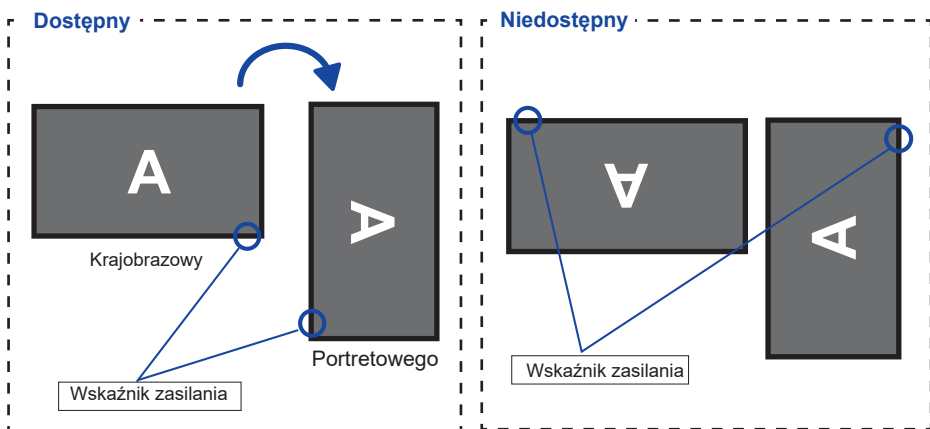 Dostępny
A
A
Krajobrazowy
Portretowego
Wskaźnik zasilania
Niedostępny
A
A
Wskaźnik zasilania